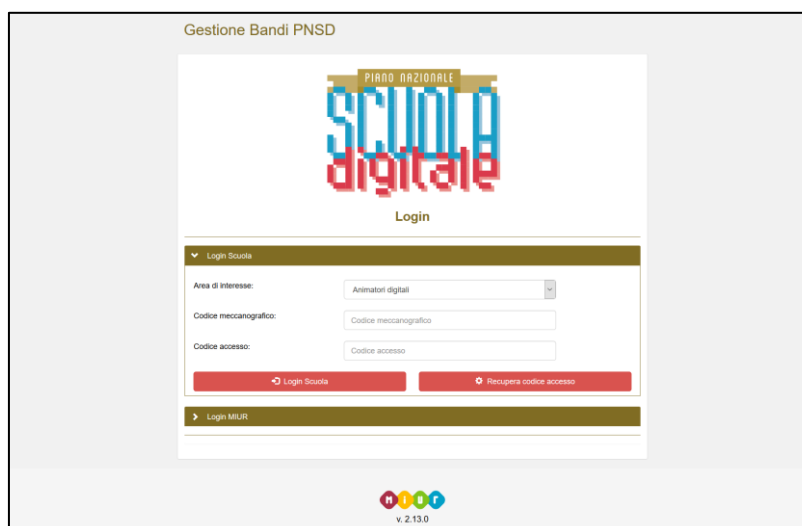 Gestione Bandi PNSD
PIANO NAZIONALE
SCUOLA
digitale
Login
Login Scuola
Area di interesse:
Animatori digitali
Codice meccanografico:
Codice meccanografico
Codice accesso:
Codice accesso
Login Scuola
Recupera codice accesso
Login MIUR
MIUR
v. 2.13.0